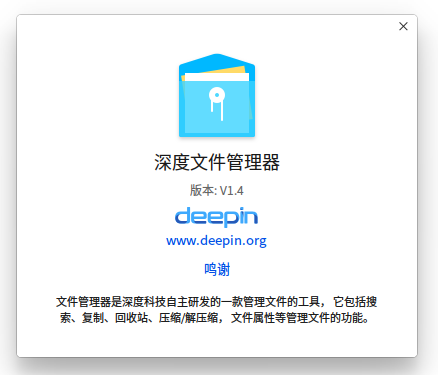 深度文件管理器
版本: V1.4
deepin
www.deepin.org
鸣谢
文件管理器是深度科技自主研发的一款管理文件的工具， 它包括搜
索、复制、回收站、压缩/解压缩， 文件属性等管理文件的功能。